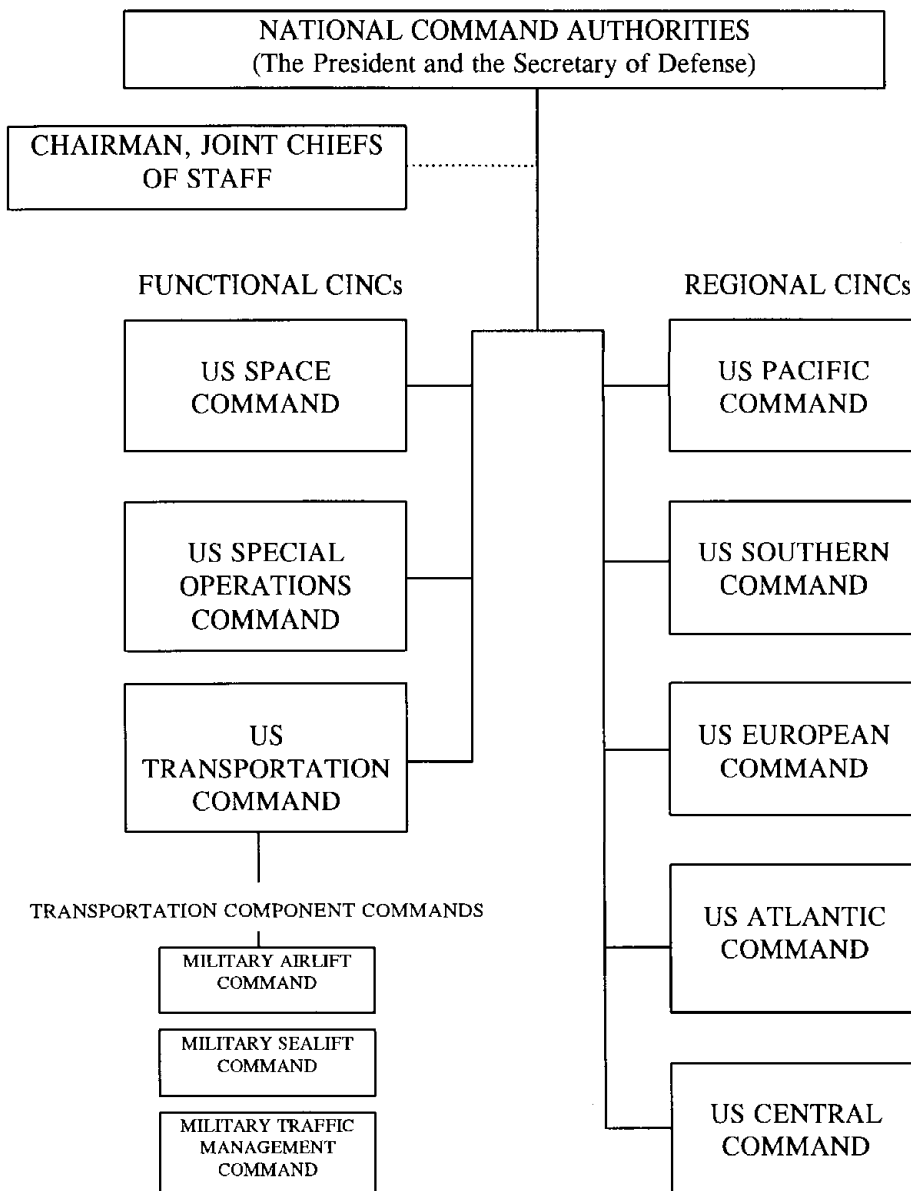 NATIONAL COMMAND AUTHORITIES
(The President and the Secretary of Defense)
CHAIRMAN, JOINT CHIEFS
OF STAFF
FUNCTIONAL CINCs
US SPACE
COMMAND
US SPECIAL
OPERATIONS
COMMAND
US
TRANSPORTATION
COMMAND
TRANSPORTATION COMPONENT COMMANDS
MILITARY AIRLIFT
COMMAND
MILITARY SEALIFT
COMMAND
MILITARY TRAFFIC
MANAGEMENT
COMMAND
REGIONAL CINCs
US PACIFIC
COMMAND
US SOUTHERN
COMMAND
US EUROPEAN
COMMAND
US ATLANTIC
COMMAND
US CENTRAL
COMMAND